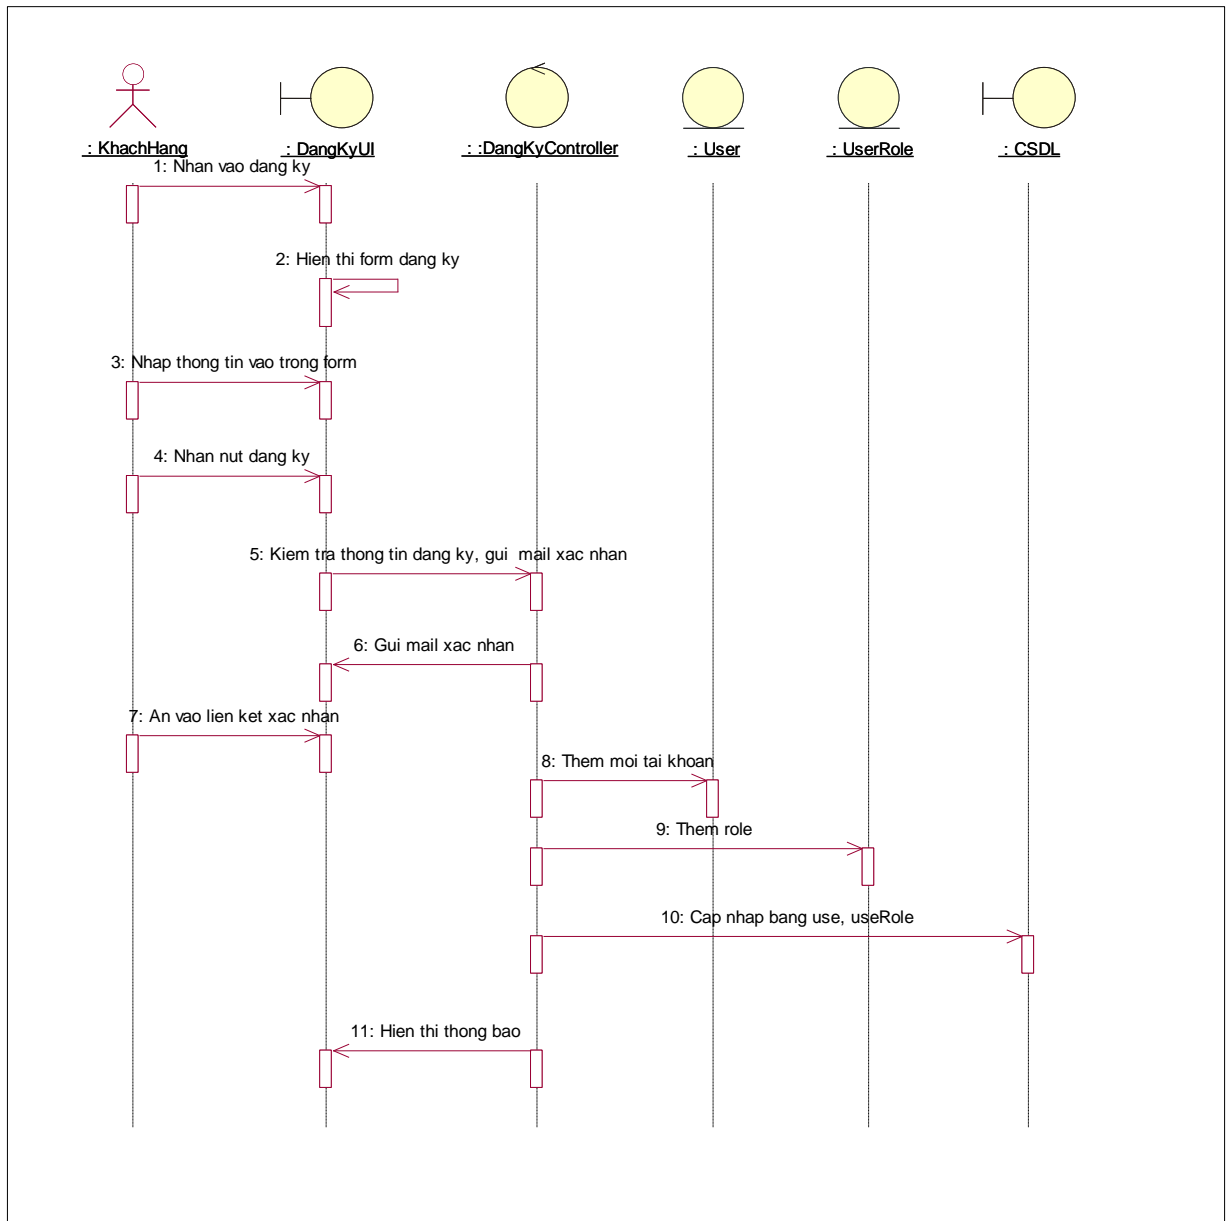 : KhachHang
: DangKyUI
: :DangKyController
: User
: UserRole
: CSDL
1: Nhan vao dang ky
2: Hien thi form dang ky
3: Nhap thong tin vao trong form
4: Nhan nut dang ky
5: Kiem tra thong tin dang ky, gui  mail xac nhan
6: Gui mail xac nhan
7: An vao lien ket xac nhan
8: Them moi tai khoan
9: Them role
10: Cap nhap bang use, useRole
11: Hien thi thong bao